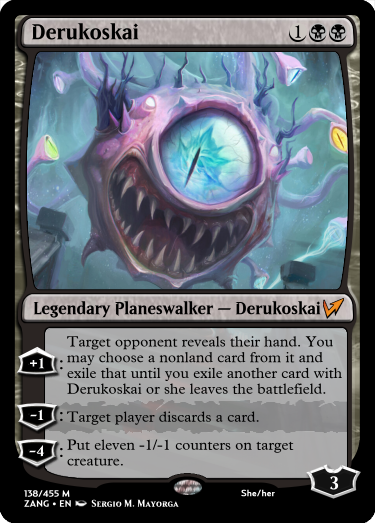 Derukoskai 1
Legendary Planeswalker — Derukoskai
+1: Target opponent reveals their hand. You
may choose a nonland card from it and
exile that until you exile another card with
Derukoskai or she leaves the battlefield.
-1: Target player discards a card.
-4: Put eleven -1/-1 counters on target
creature.
3
138/455 M
ZANG • EN Sergio M. Mayorga
She/her